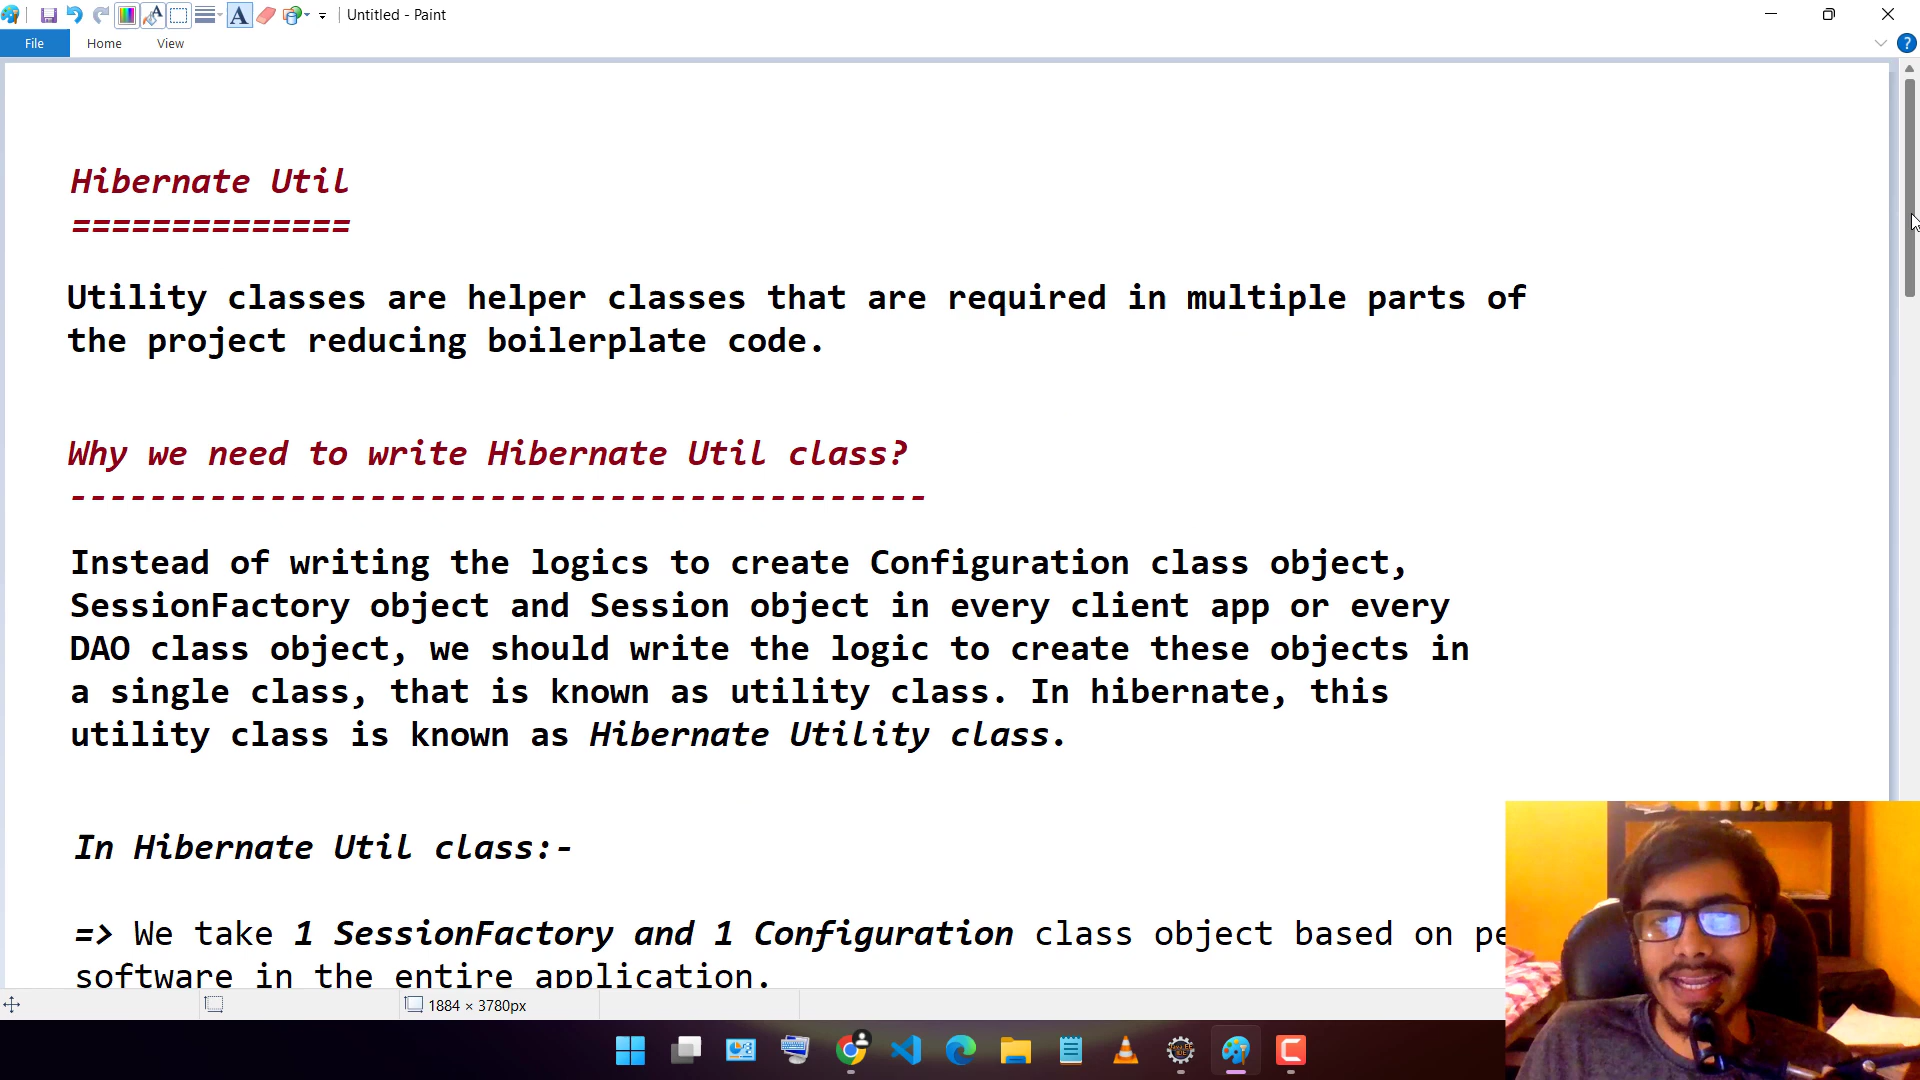 Untitled - Paint
File Home View
Hibernate Util
==============
Utility classes are helper classes that are required in multiple parts of
the project reducing boilerplate code.
Why we need to write Hibernate Util class?
-------------------------------------------
Instead of writing the logics to create Configuration class object,
SessionFactory object and Session object in every client app or every
DAO class object, we should write the logic to create these objects in
a single class, that is known as utility class. In hibernate, this
utility class is known as Hibernate Utility class.
In Hibernate Util class:-
=> We take 1 SessionFactory and 1 Configuration class object based on
software in the entire application.
1884 × 3780px